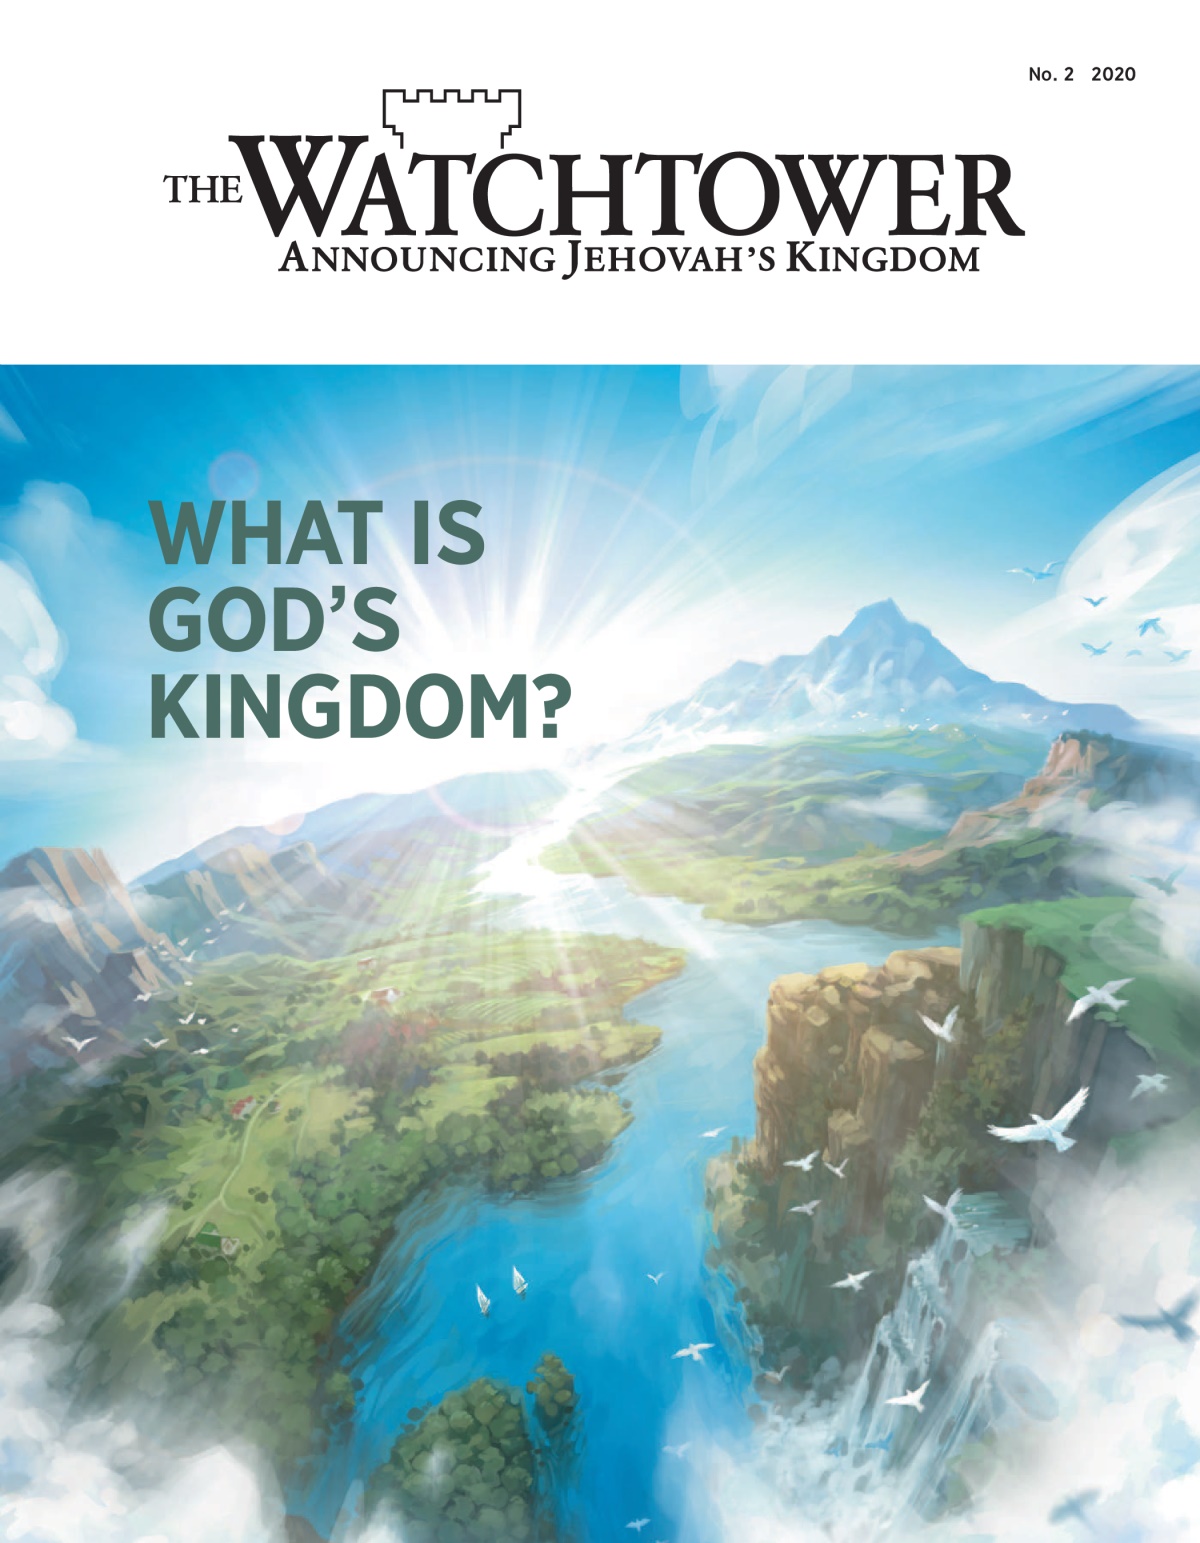 No. 2 2020
THE WATCHTOWER
ANNOUNCING JEHOVAH’S KINGDOM
WHAT IS
GOD’S
KINGDOM?